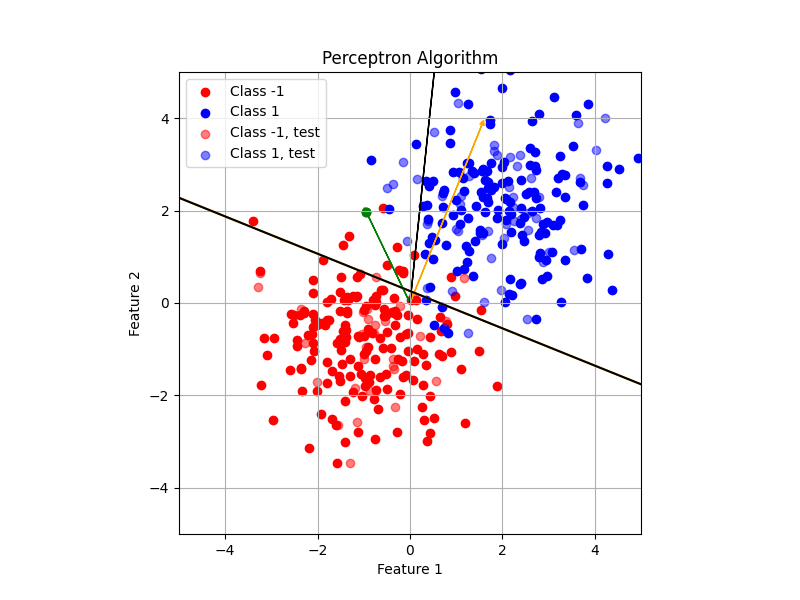 Perceptron Algorithm
Class -1
Class 1
Class -1, test
Class 1, test
4
2
0
−2
−4
Feature 2
−4
−2
0
2
4
Feature 1